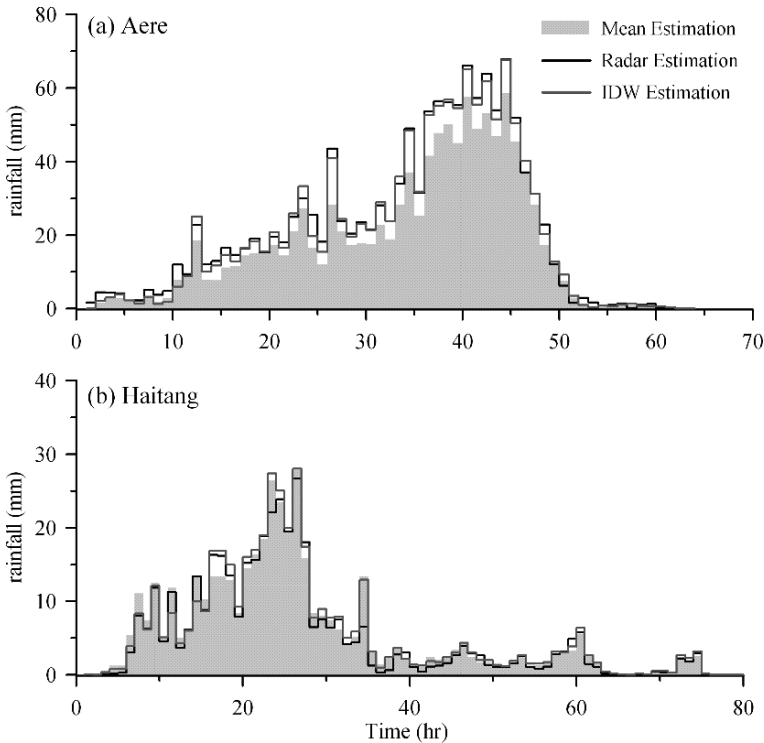 80
(a) Aere
Mean Estimation
Radar Estimation
IDW Estimation
60
40
20
0
rainfall (mm)
0 10 20 30 40 50 60 70
40
(b) Haitang
30
20
10
0
rainfall (mm)
0 20 40 60 80
Time (hr)